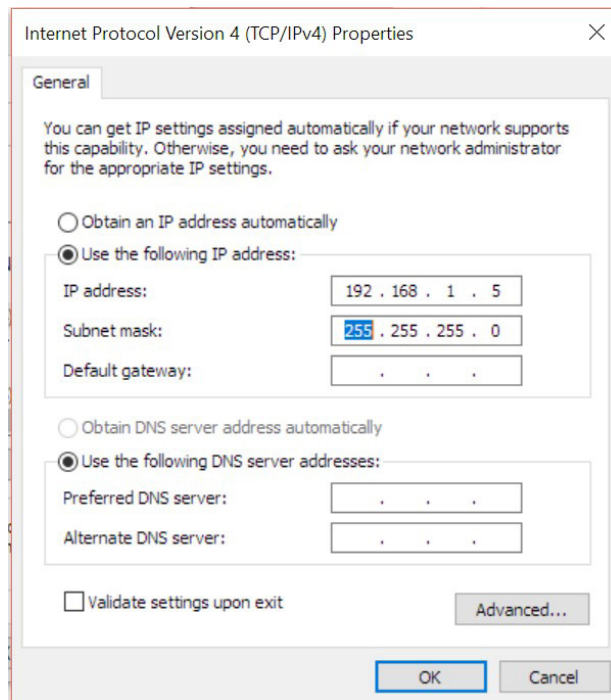 Internet Protocol Version 4 (TCP/IPv4) Properties
General
You can get IP settings assigned automatically if your network supports
this capability. Otherwise, you need to ask your network administrator
for the appropriate IP settings.
Obtain an IP address automatically
Use the following IP address:
IP address: 192 . 168 . 1 . 5
Subnet mask: 255 . 255 . 255 . 0
Default gateway: . . .
Obtain DNS server address automatically
Use the following DNS server addresses:
Preferred DNS server: . . .
Alternate DNS server: . . .
Validate settings upon exit
Advanced...
OK Cancel